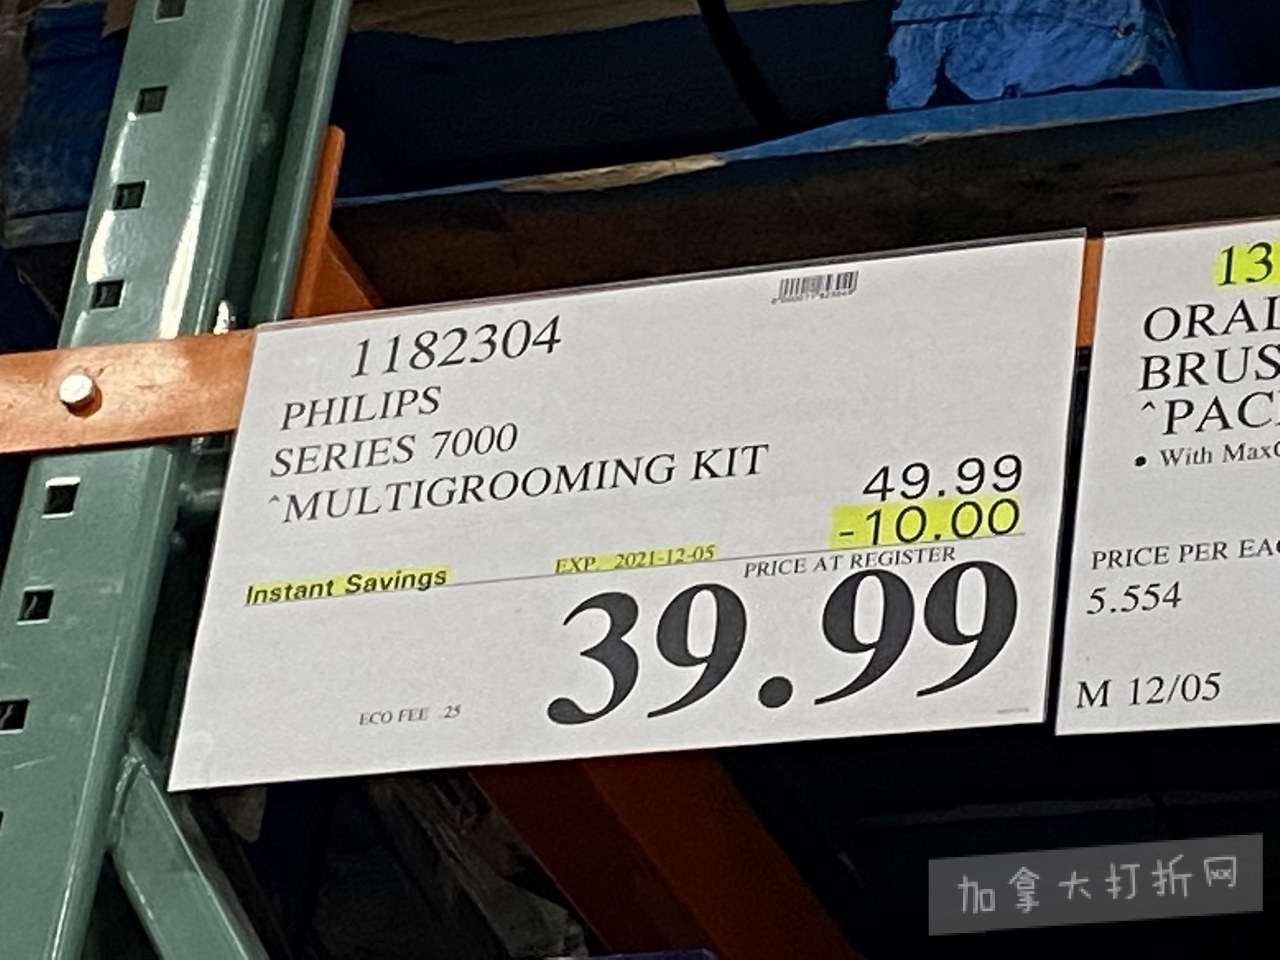 1182304
PHILIPS
SERIES 7000
^MULTIGROOMING KIT
49.99
-10.00
Instant Savings
EXP. 2021-12-05
PRICE AT REGISTER
39.99
ECO FEE .25
13
ORAL
BRUS
^PAC
• With Max
PRICE PER EA
5.554
M 12/05
加拿大打折网